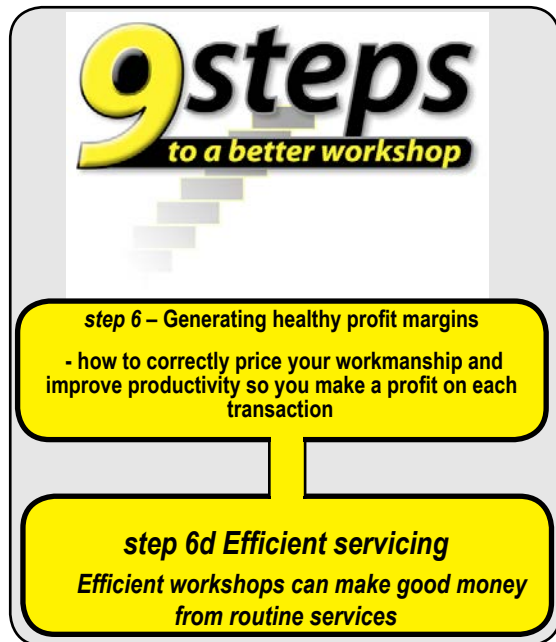 9 steps
to a better workshop
step 6 – Generating healthy profit margins
- how to correctly price your workmanship and
improve productivity so you make a profit on each
transaction
step 6d Efficient servicing
Efficient workshops can make good money
from routine services